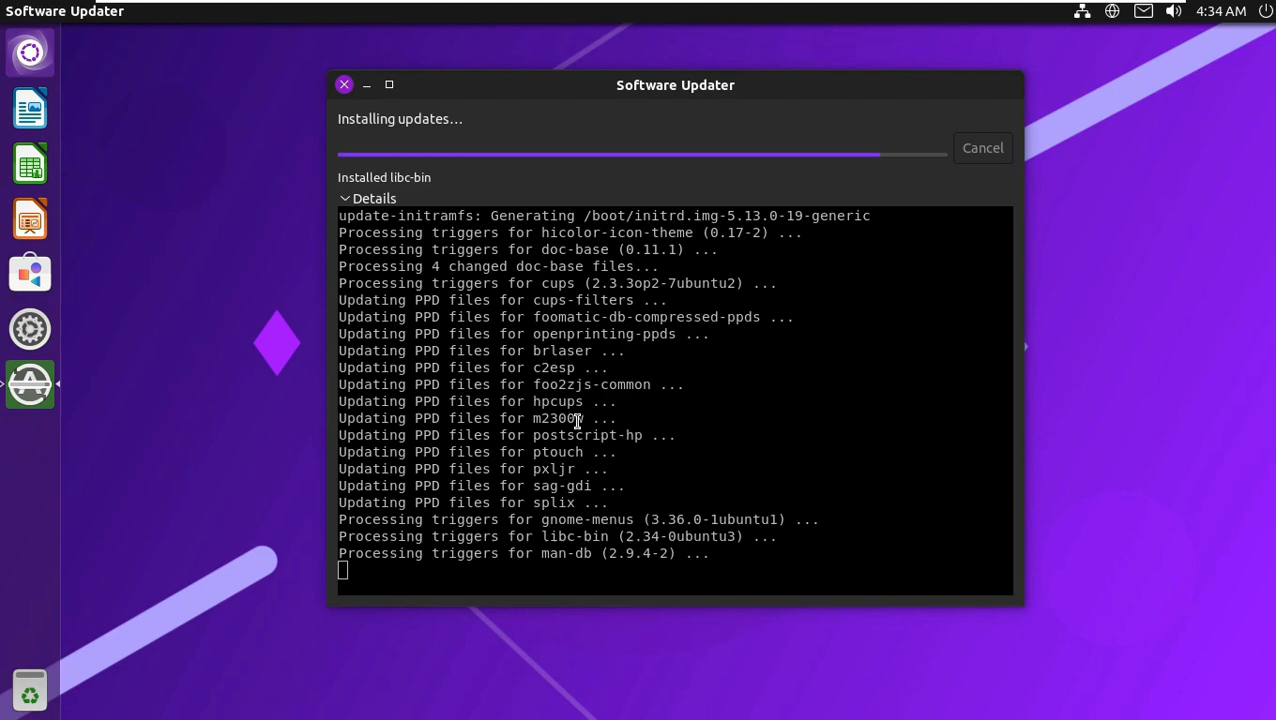 Software Updater
4:34 AM
Software Updater
Installing updates…
Cancel
Installed libc-bin
Details
update-initramfs: Generating /boot/initrd.img-5.13.0-19-generic
Processing triggers for hicolor-icon-theme (0.17-2) ...
Processing triggers for doc-base (0.11.1) ...
Processing 4 changed doc-base files...
Processing triggers for cups (2.3.3op2-7ubuntu2) ...
Updating PPD files for cups-filters ...
Updating PPD files for foomatic-db-compressed-ppds ...
Updating PPD files for openprinting-ppds ...
Updating PPD files for brlaser ...
Updating PPD files for c2esp ...
Updating PPD files for foo2zjs-common ...
Updating PPD files for hpcups ...
Updating PPD files for m2300w ...
Updating PPD files for postscript-hp ...
Updating PPD files for ptouch ...
Updating PPD files for pxljr ...
Updating PPD files for sag-gdi ...
Updating PPD files for splix ...
Processing triggers for gnome-menus (3.36.0-1ubuntu1) ...
Processing triggers for libc-bin (2.34-0ubuntu3) ...
Processing triggers for man-db (2.9.4-2) ...